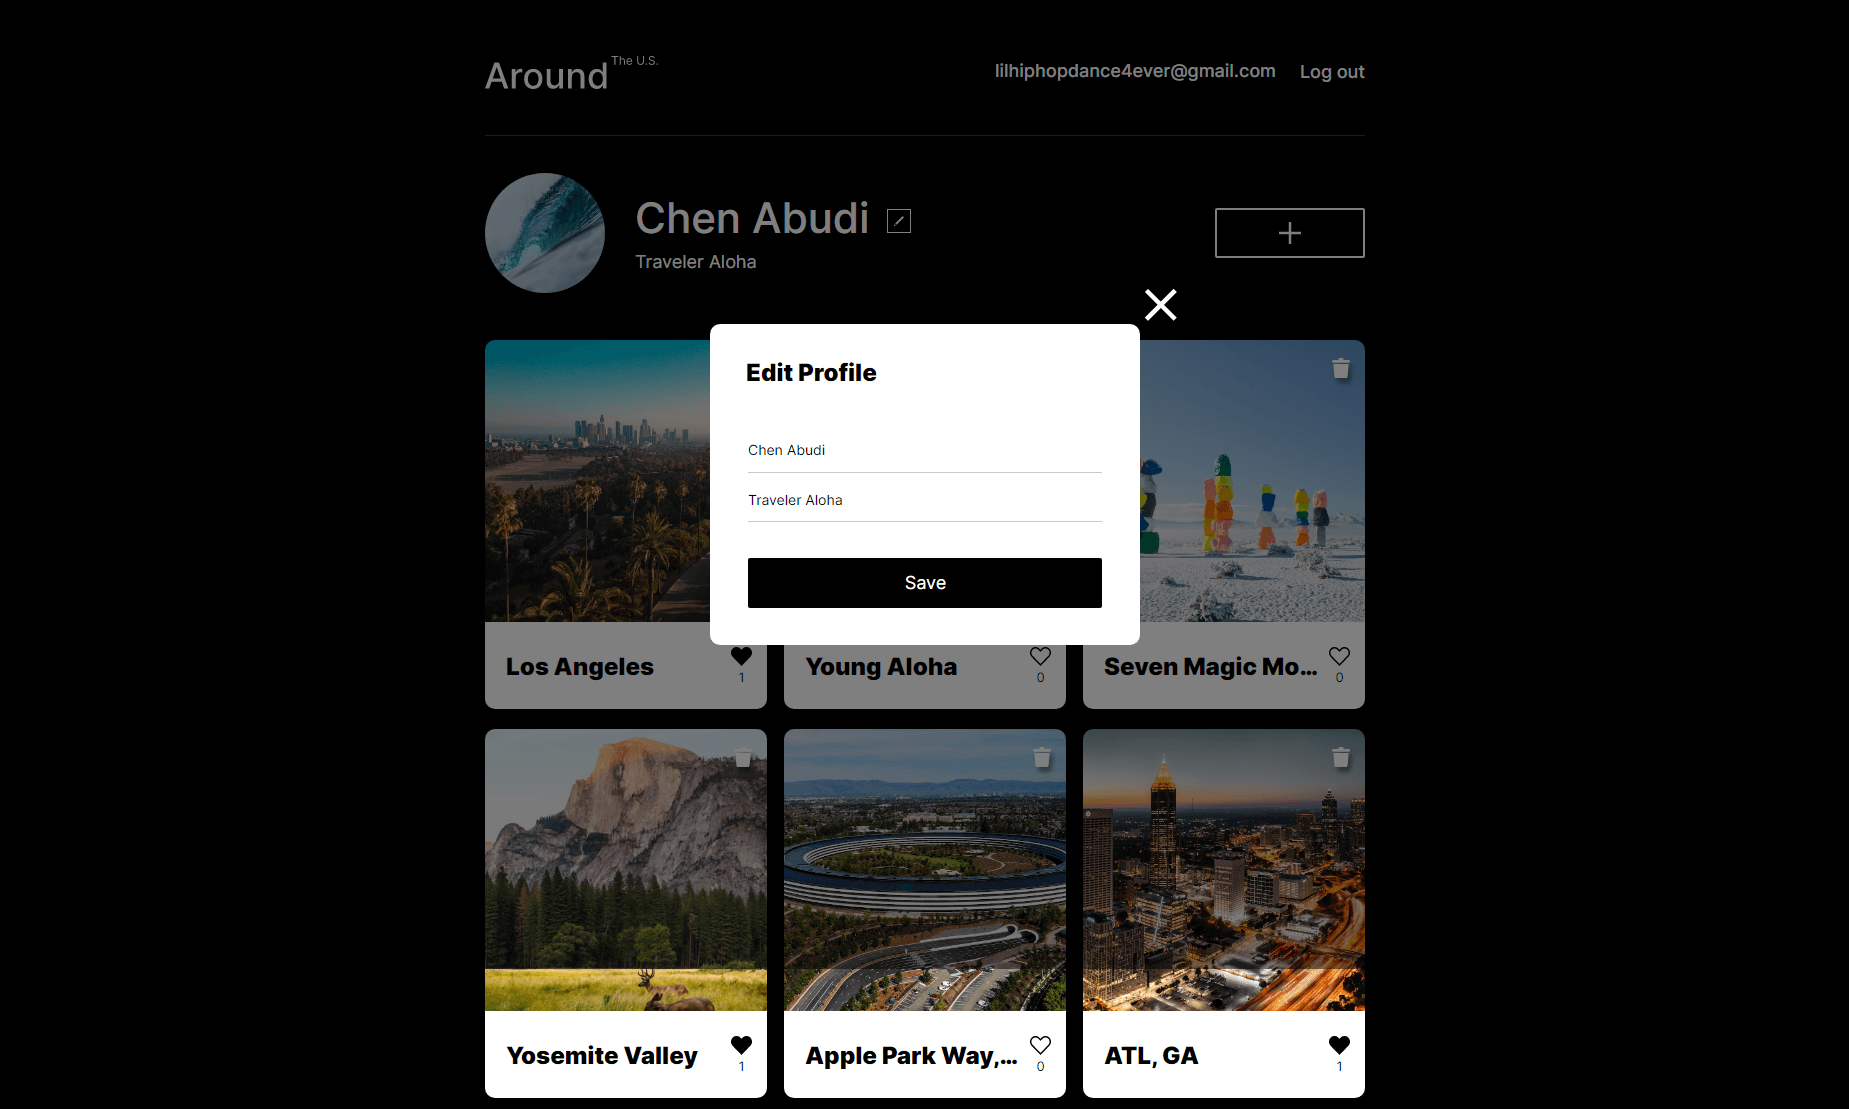 Around The U.S.
lilhiphopdance4ever@gmail.com Log out
Chen Abudi
Traveler Aloha
Edit Profile
Chen Abudi
Traveler Aloha
Save
Los Angeles 1
Young Aloha 0
Seven Magic Mo... 0
Yosemite Valley 1
Apple Park Way,... 0
ATL, GA 1